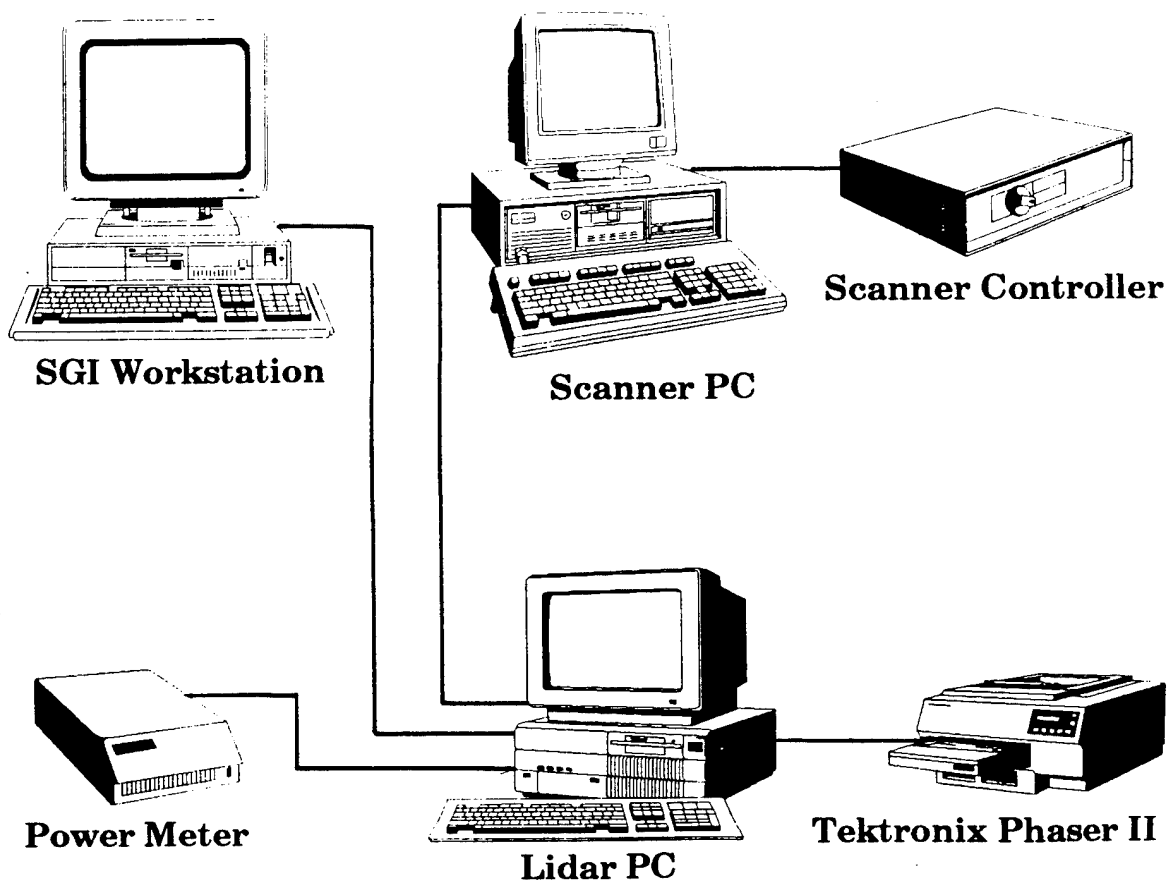 SGI Workstation
Scanner PC
Scanner Controller
Power Meter
Lidar PC
Tektronix Phaser II